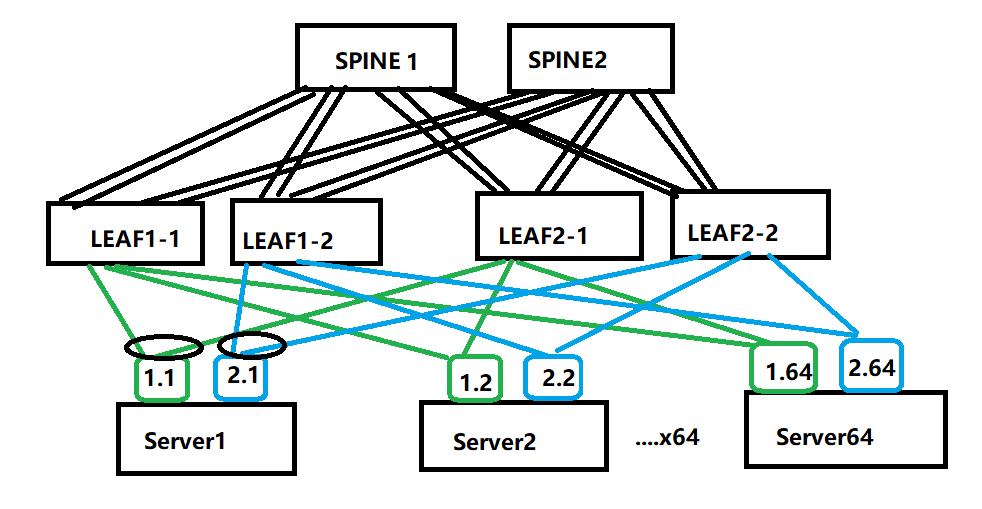 SPINE 1
SPINE2
LEAF1-1
LEAF1-2
LEAF2-1
LEAF2-2
1.1
2.1
1.2
2.2
1.64
2.64
Server1
Server2
....x64
Server64